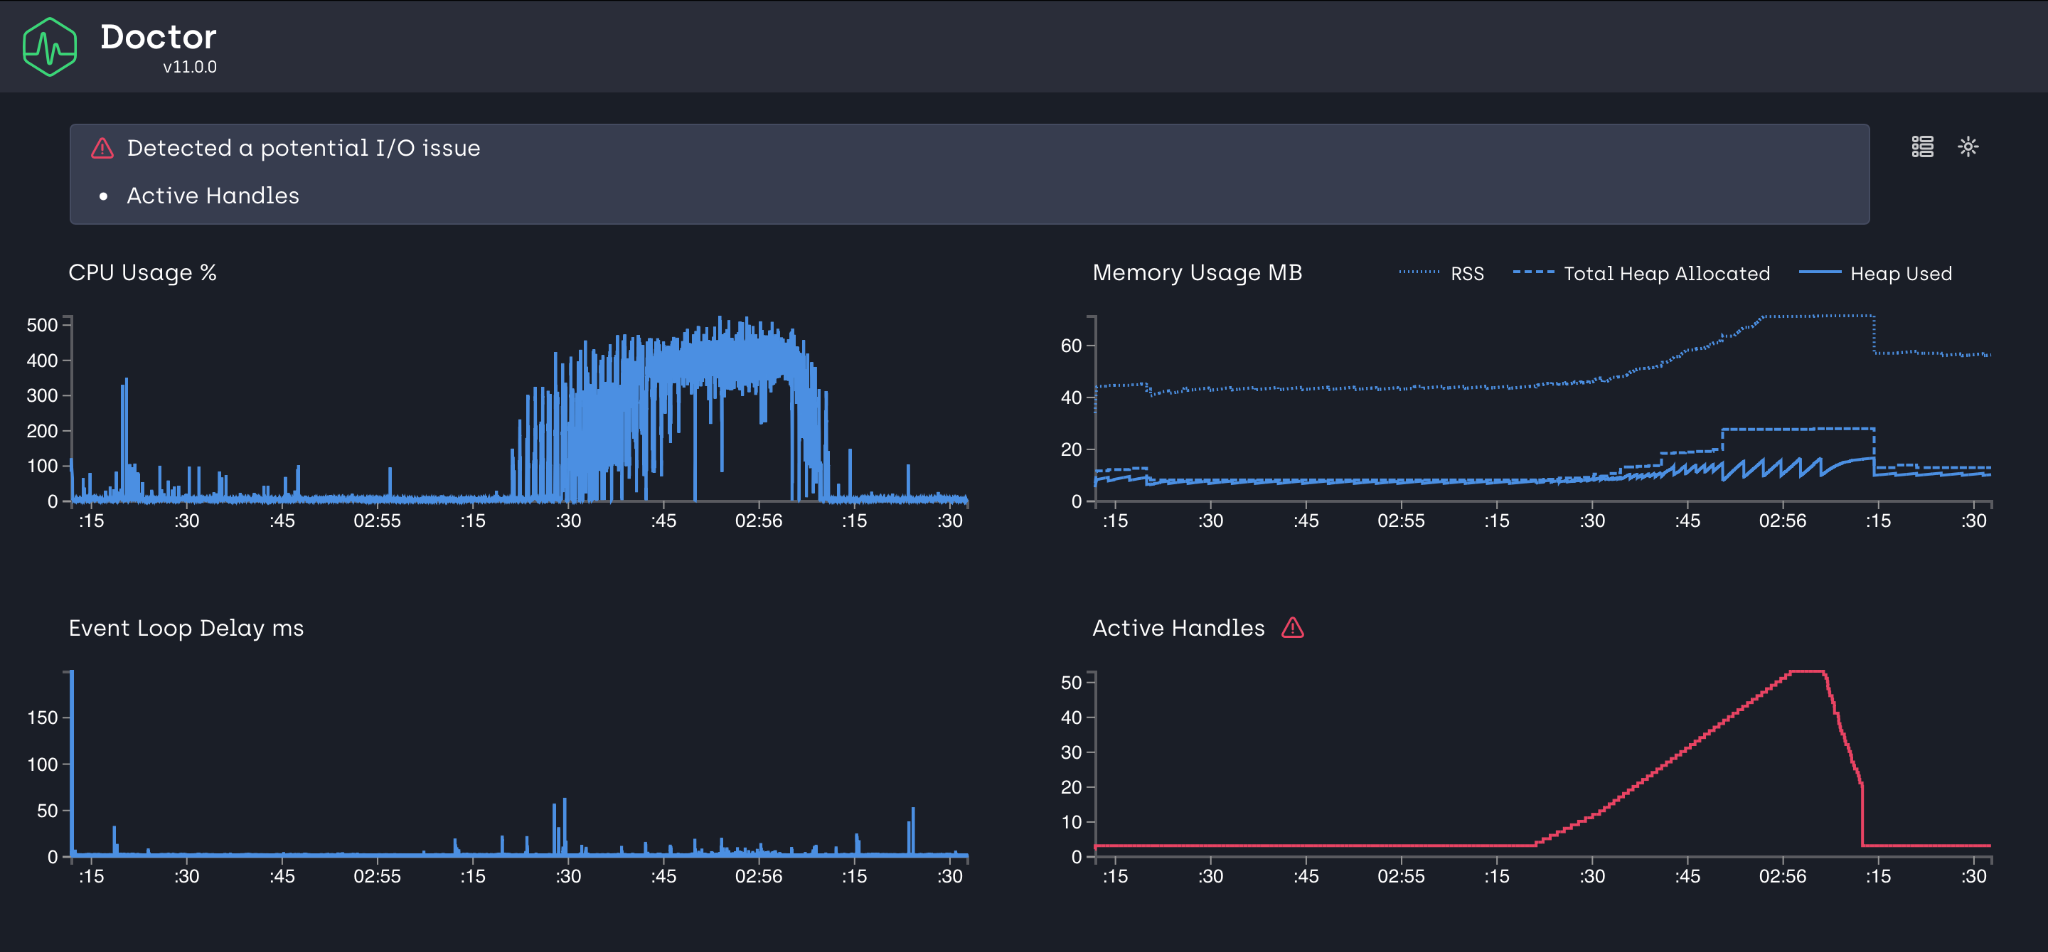 Doctor
v11.0.0
Detected a potential I/O issue
• Active Handles
CPU Usage %
500
400
300
200
100
0
:15 :30 :45 02:55 :15 :30 :45 02:56 :15 :30
Memory Usage MB RSS Total Heap Allocated Heap Used
60
40
20
0
:15 :30 :45 02:55 :15 :30 :45 02:56 :15 :30
Event Loop Delay ms
150
100
50
0
:15 :30 :45 02:55 :15 :30 :45 02:56 :15 :30
Active Handles
50
40
30
20
10
0
:15 :30 :45 02:55 :15 :30 :45 02:56 :15 :30